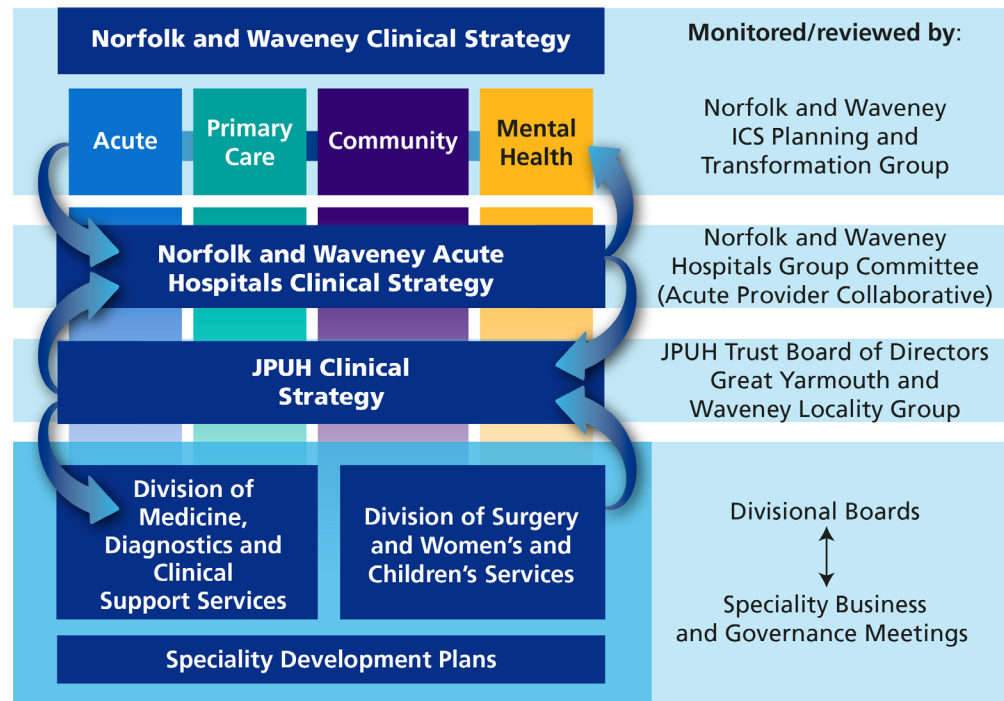 Norfolk and Waveney Clinical Strategy
Monitored/reviewed by:
Acute
Primary
Care
Community
Mental
Health
Norfolk and Waveney
ICS Planning and
Transformation Group
Norfolk and Waveney Acute
Hospitals Clinical Strategy
Norfolk and Waveney
Hospitals Group Committee
(Acute Provider Collaborative)
JPUH Clinical
Strategy
JPUH Trust Board of Directors
Great Yarmouth and
Waveney Locality Group
Division of
Medicine,
Diagnostics and
Clinical
Support Services
Division of Surgery
and Women’s and
Children’s Services
Divisional Boards
Speciality Business
and Governance Meetings
Speciality Development Plans